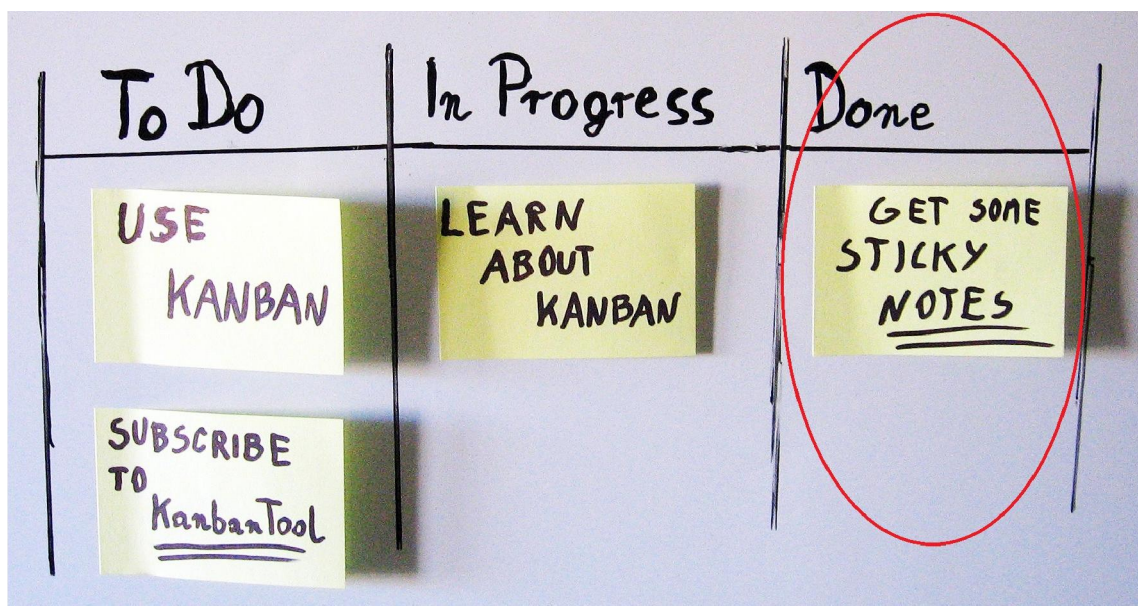 To Do
In Progress
Done
USE
KANBAN
SUBSCRIBE
TO
KanbanTool
LEARN
ABOUT
KANBAN
GET SOME
STICKY
NOTES